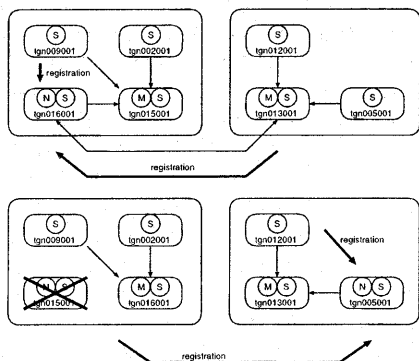 S S S
tgn009001 tgn002001 tgn012001
registration
N S M S M S S
tgn016001 tgn015001 tgn013001 tgn005001
registration
S S S
tgn009001 tgn002001 tgn012001
registration
N S M S M S N S
tgn015001 tgn016001 tgn013001 tgn005001
registration